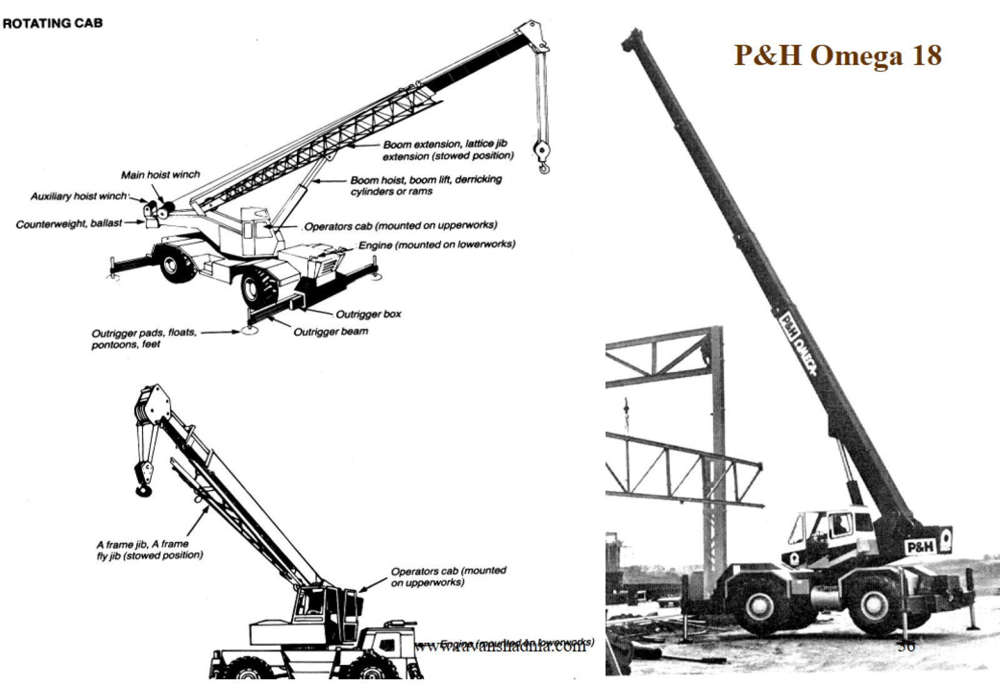 ROTATING CAB
P&H Omega 18
Boom extension, lattice jib
extension (stowed position)
Main hoist winch
Boom hoist, boom lift, derricking
cylinders or rams
Auxiliary hoist winch
Counterweight, ballast
Operators cab (mounted on upperworks)
Engine (mounted on lowerworks)
Outrigger box
Outrigger beam
Outrigger pads, floats,
pontoons, feet
P&H OMEGA
A frame jib, A frame
fly jib (stowed position)
P&H
Operators cab (mounted
on upperworks)
Engine (mounted on lowerworks)
www.ravanshadnia.com
36